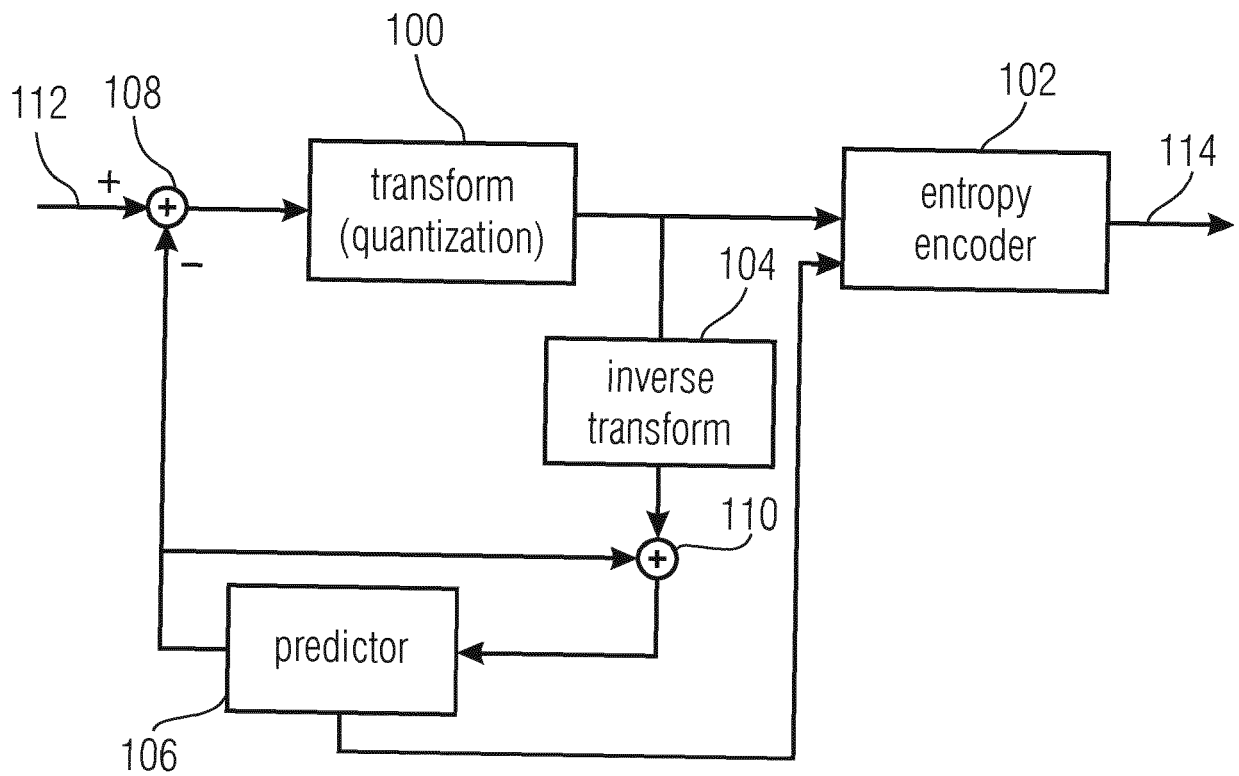 100
112
108
102
114
+
+
transform
(quantization)
entropy
encoder
−
104
inverse
transform
110
+
predictor
106